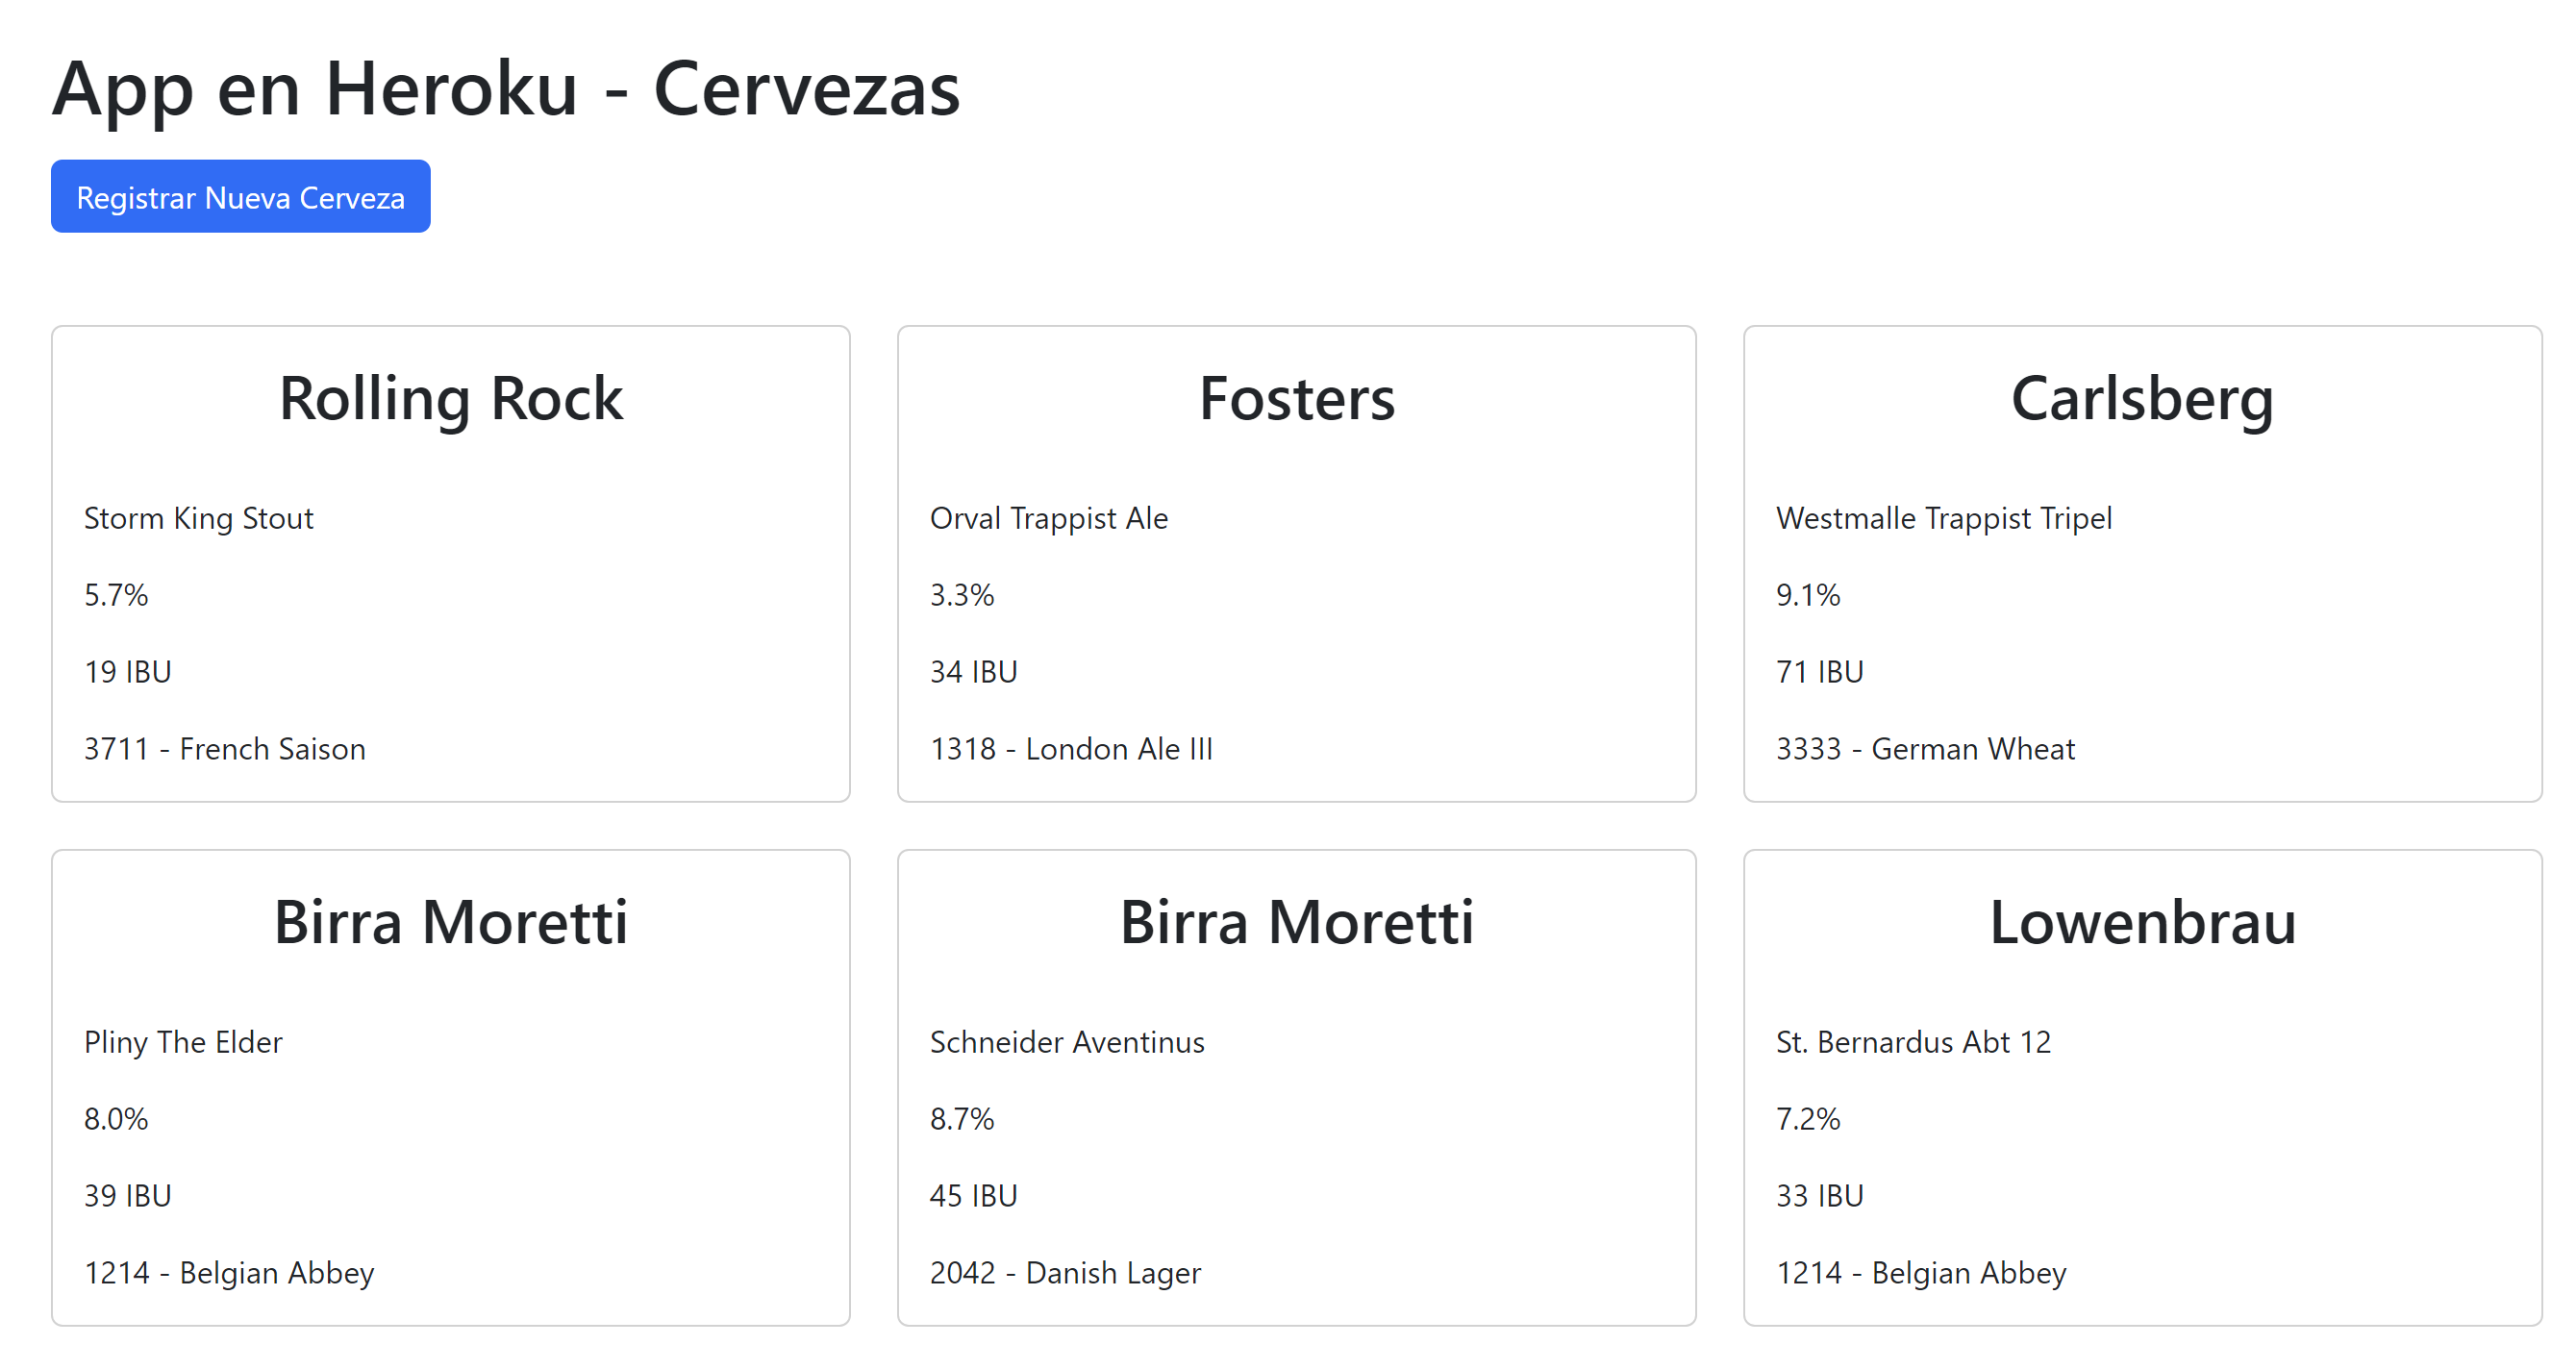 App en Heroku - Cervezas
Registrar Nueva Cerveza
Rolling Rock
Storm King Stout
5.7%
19 IBU
3711 - French Saison
Fosters
Orval Trappist Ale
3.3%
34 IBU
1318 - London Ale III
Carlsberg
Westmalle Trappist Tripel
9.1%
71 IBU
3333 - German Wheat
Birra Moretti
Pliny The Elder
8.0%
39 IBU
1214 - Belgian Abbey
Birra Moretti
Schneider Aventinus
8.7%
45 IBU
2042 - Danish Lager
Lowenbrau
St. Bernardus Abt 12
7.2%
33 IBU
1214 - Belgian Abbey